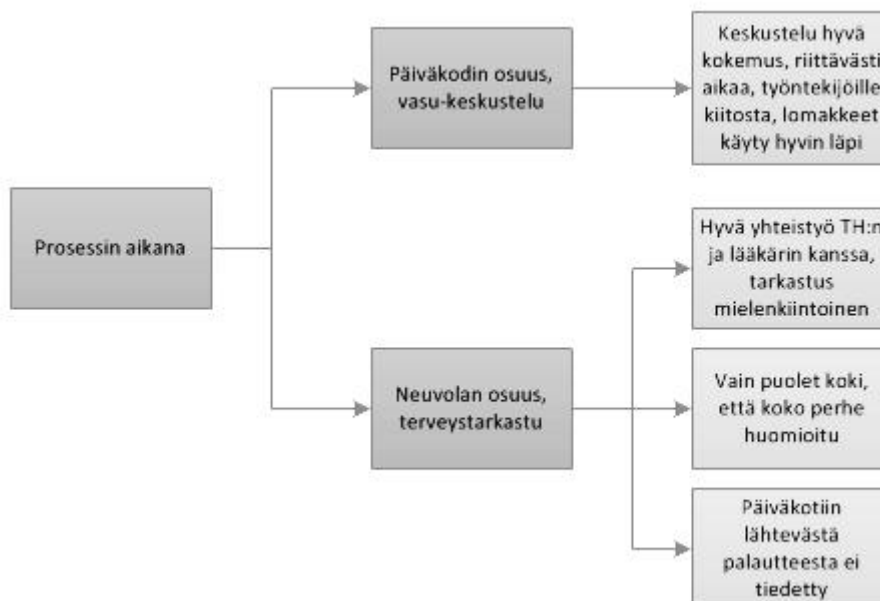 Prosessin aikana
Päiväkodin osuus,
vasu-keskustelu
Keskustelu hyvä
kokemus, riittävästi
aikaa, työntekijöille
kiitosta, lomakkeet
käyty hyvin läpi
Neuvolan osuus,
terveystarkastu
Hyvä yhteistyö TH:n
ja lääkärin kanssa,
tarkastus
mielenkiintoinen
Vain puolet koki,
että koko perhe
huomioitu
Päiväkotiin
lähtevästä
palautteesta ei
tiedetty